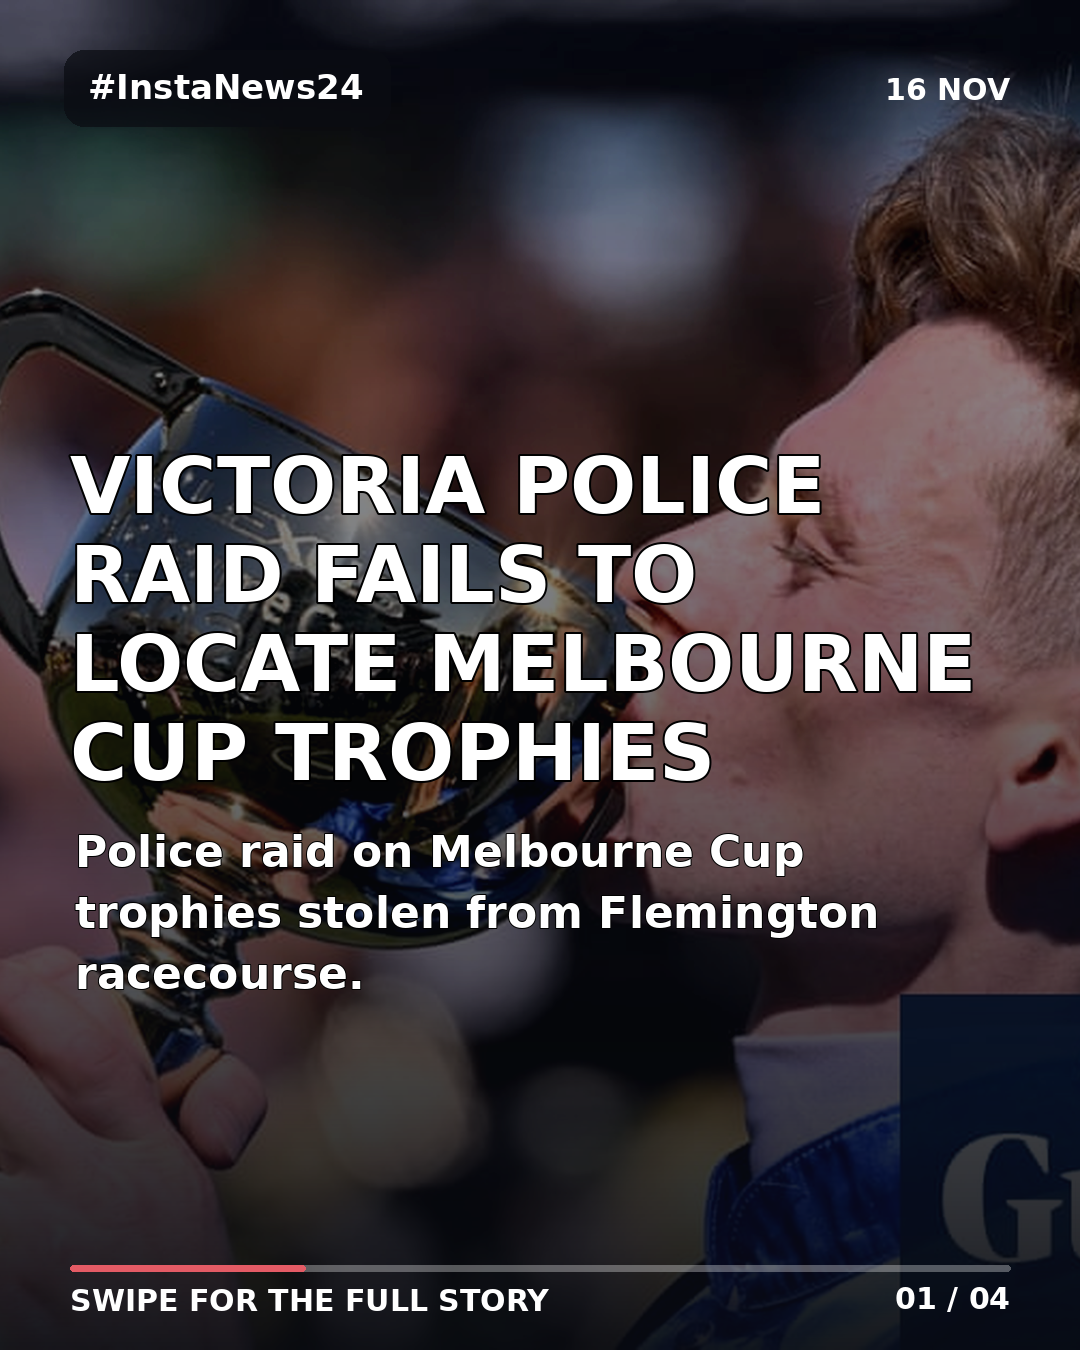 #InstaNews24
16 NOV
VICTORIA POLICE
RAID FAILS TO
LOCATE MELBOURNE
CUP TROPHIES
Police raid on Melbourne Cup
trophies stolen from Flemington
racecourse.
SWIPE FOR THE FULL STORY
01 / 04